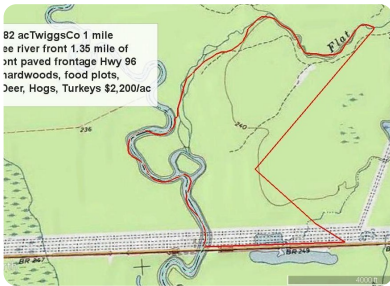 82 acTwiggsCo 1 mile
ee river front 1.35 mile of
ont paved frontage Hwy 96
hardwoods, food plots,
Deer, Hogs, Turkeys $2,200/ac
Flat
236
240
BR 247
BR 249
B
4000 ft